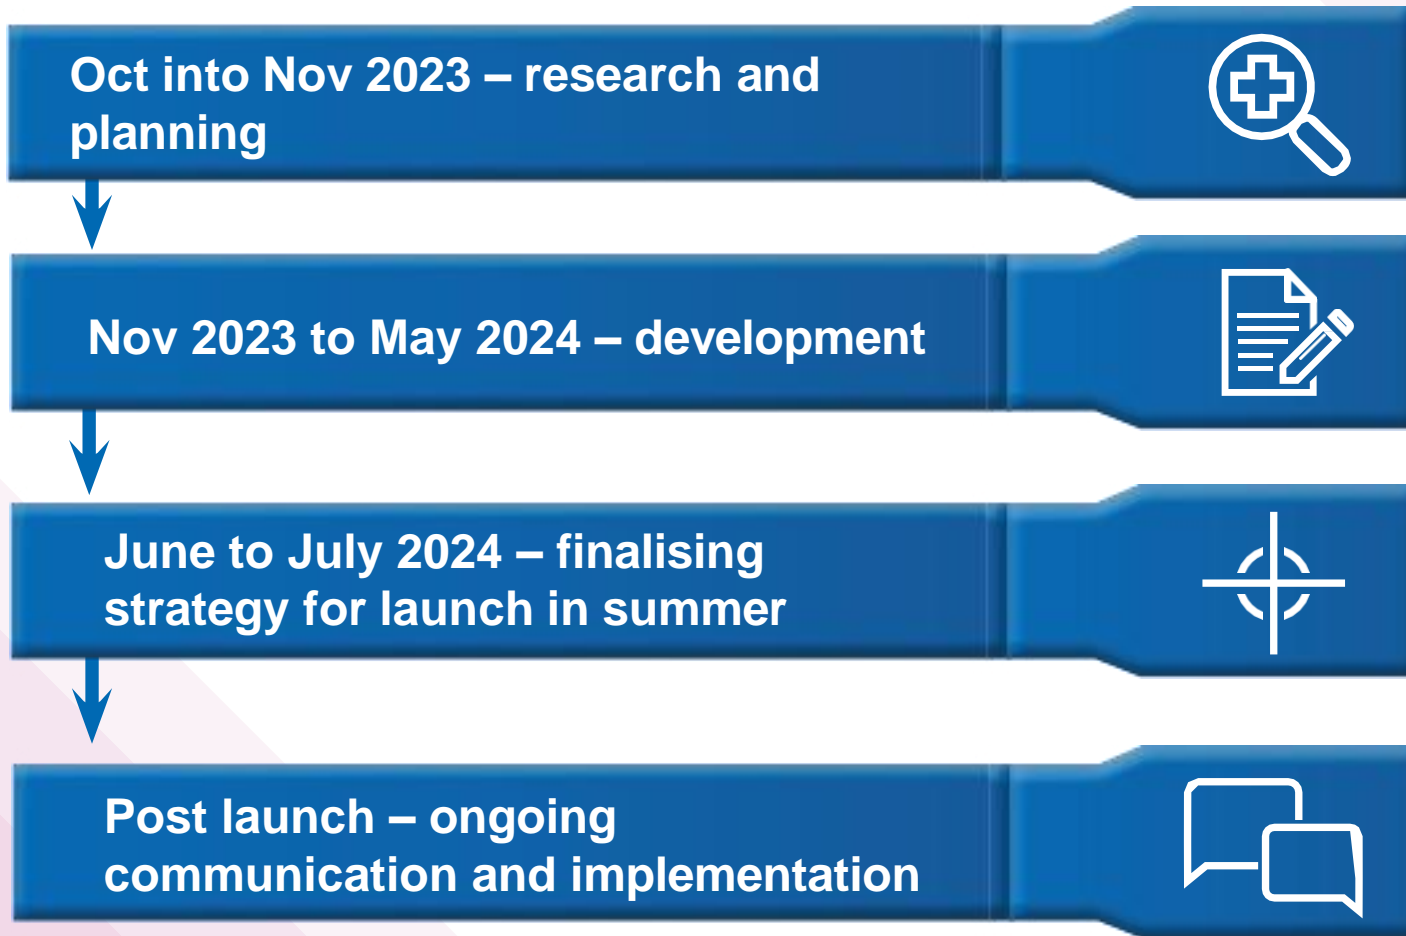 Oct into Nov 2023 – research and
planning
Nov 2023 to May 2024 – development
June to July 2024 – finalising
strategy for launch in summer
Post launch – ongoing
communication and implementation